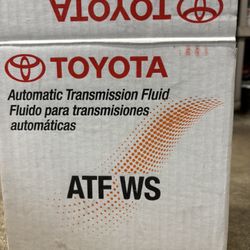 TOYOTA
TOYOTA
Automatic Transmission Fluid
Fluido para transmisiones
automáticas
ATF WS